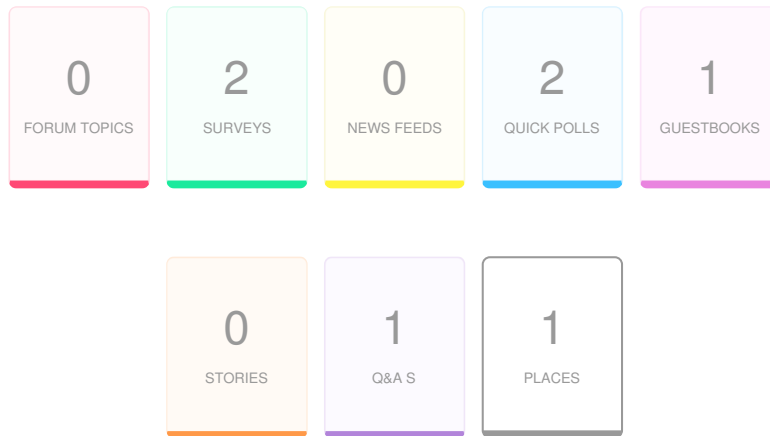 0 2 0 2 1
FORUM TOPICS SURVEYS NEWS FEEDS QUICK POLLS GUESTBOOKS
0 1 1
STORIES Q&A S PLACES